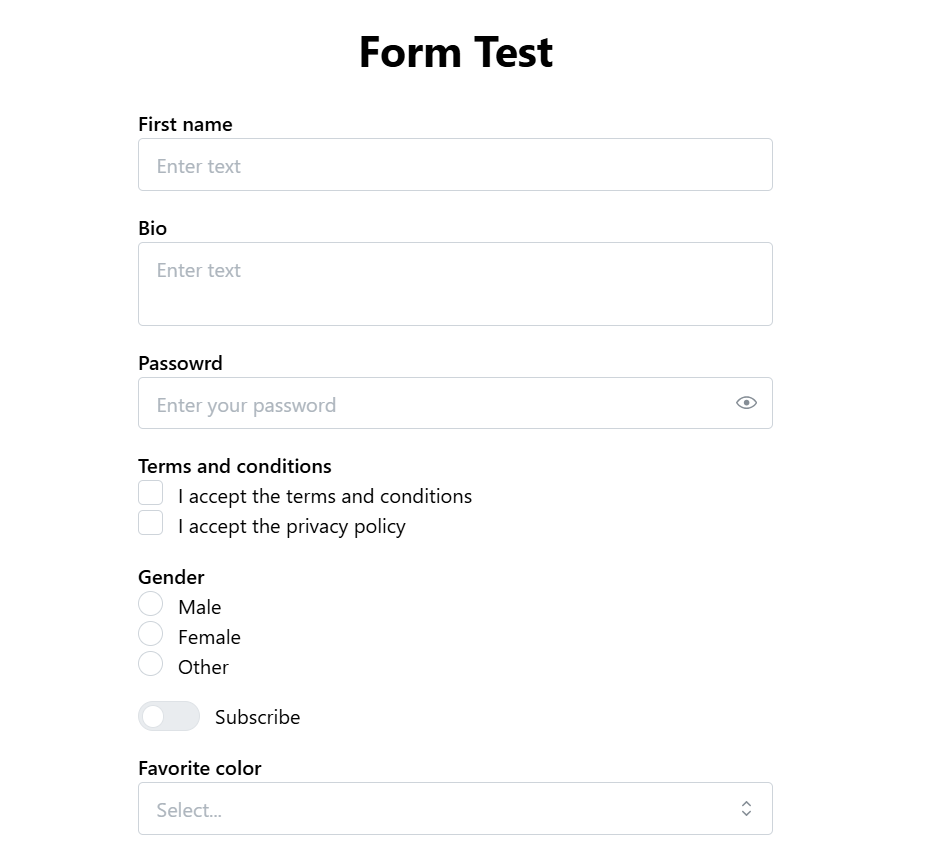 Form Test
First name
Enter text
Bio
Enter text
Passowrd
Enter your password
Terms and conditions
I accept the terms and conditions
I accept the privacy policy
Gender
Male
Female
Other
Subscribe
Favorite color
Select...